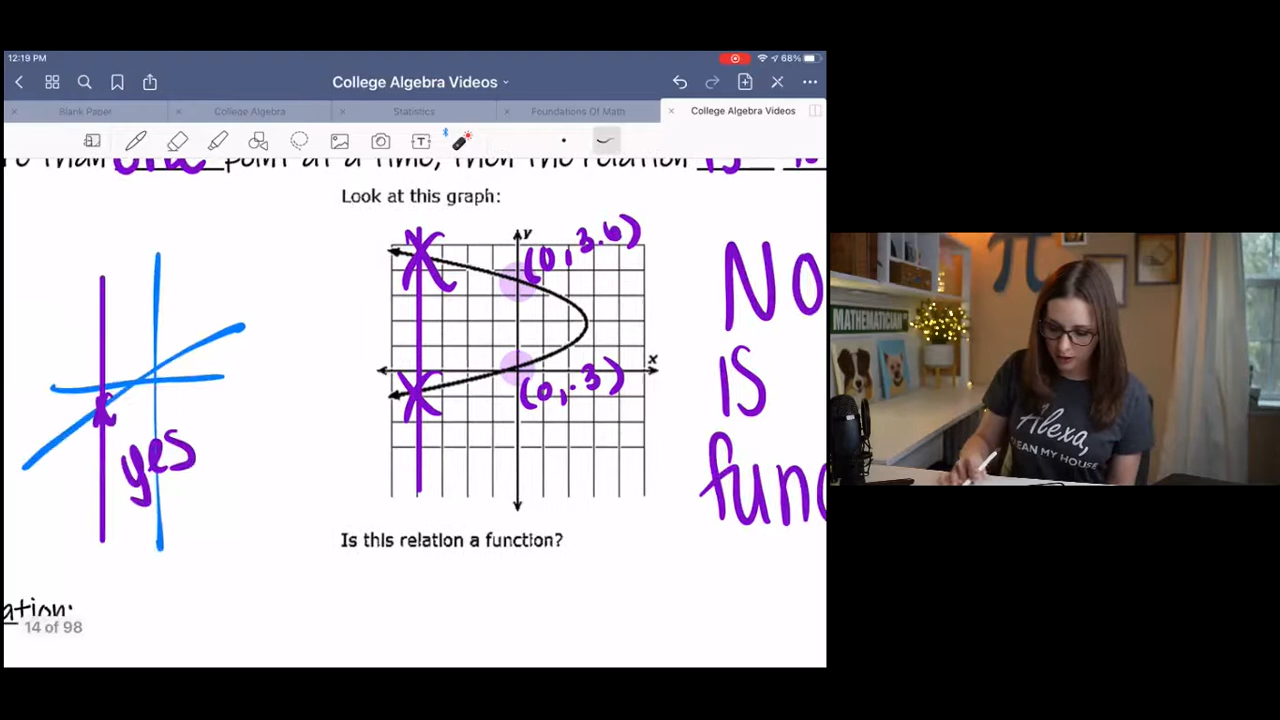 12:19 PM
68%
College Algebra Videos
Blank Paper
College Algebra
Statistics
Foundations Of Math
College Algebra Videos
T
point at a time, then the relation
Look at this graph:
y
(0, 3.6)
x
(0, .3)
yes
No
is
func
Is this relation a function?
ation:
14 of 98
MATHEMATICIAN
Alexa,
CLEAN MY HOUSE